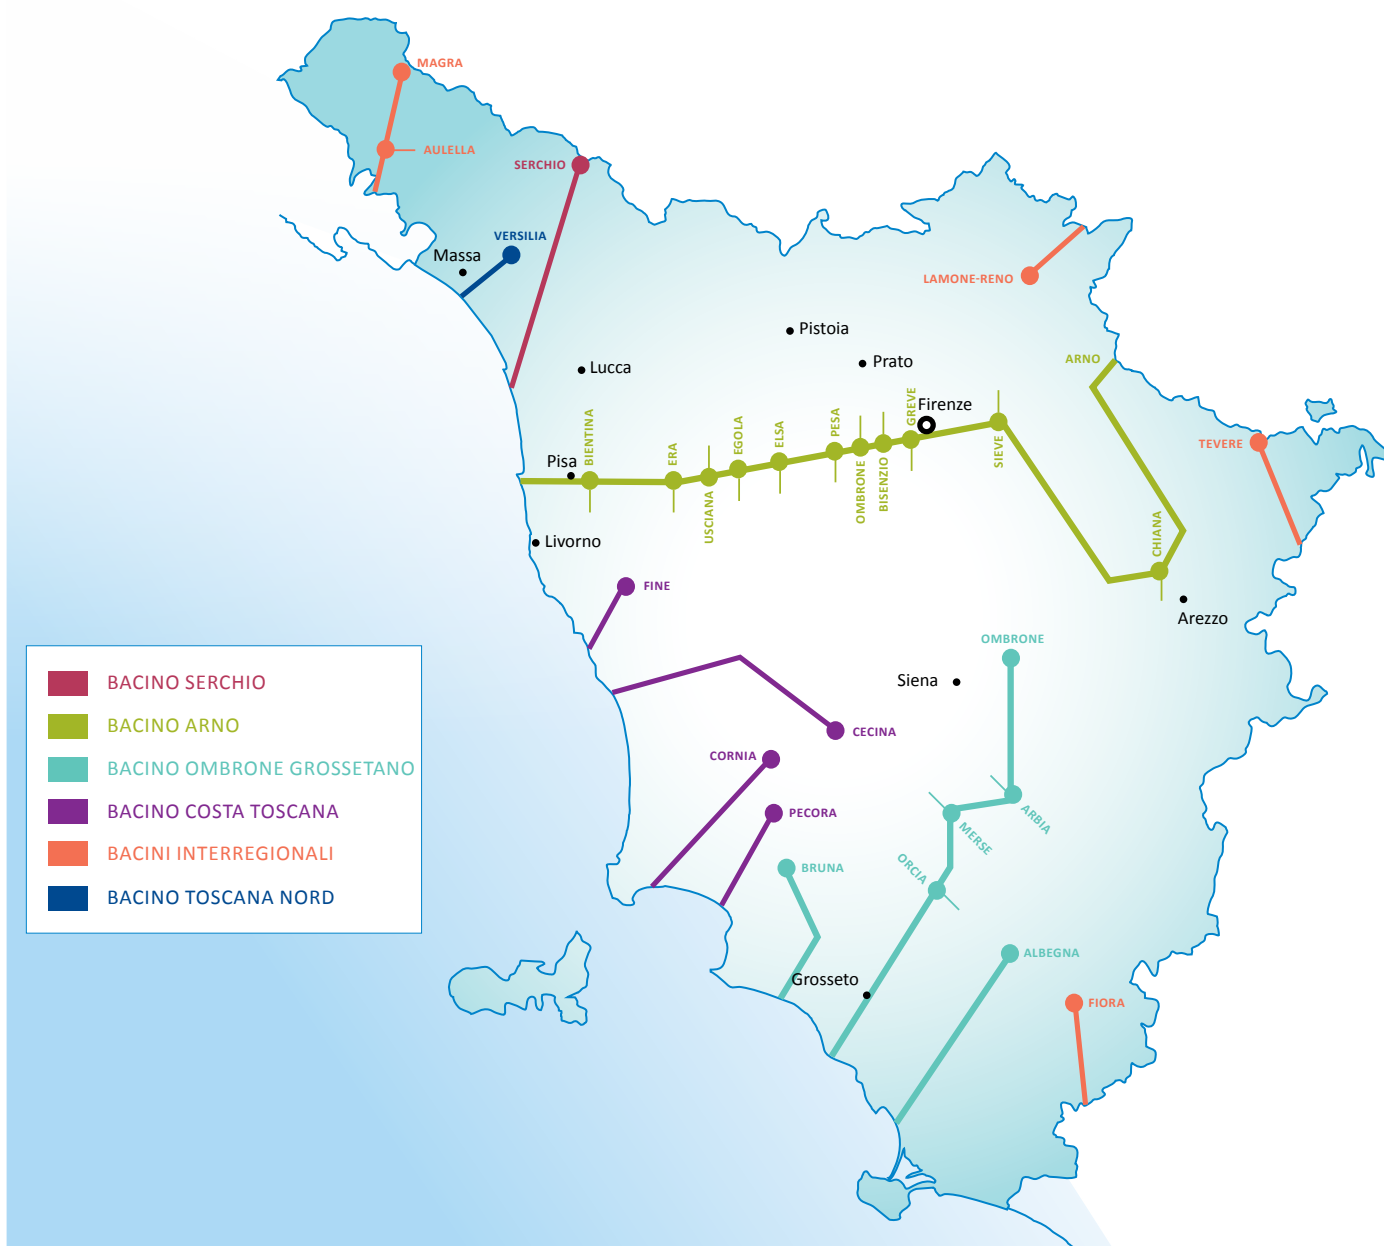 MAGRA
AULELLA
SERCHIO
VERSILIA
Massa
LAMONE-RENO
Pistoia
Prato
Lucca
ARNO
Firenze
GREVE
PESA
ELSA
EGOLA
ERA
BIENTINA
USCIANA
OMBRONE
BISENZIO
SIEVE
TEVERE
Pisa
Livorno
CHIANA
FINE
Arezzo
OMBRONE
Siena
CECINA
CORNIA
PECORA
ARBIA
MERSE
BRUNA
ORCIA
ALBEGNA
Grosseto
FIORA
BACINO SERCHIO
BACINO ARNO
BACINO OMBRONE GROSSETANO
BACINO COSTA TOSCANA
BACINI INTERREGIONALI
BACINO TOSCANA NORD